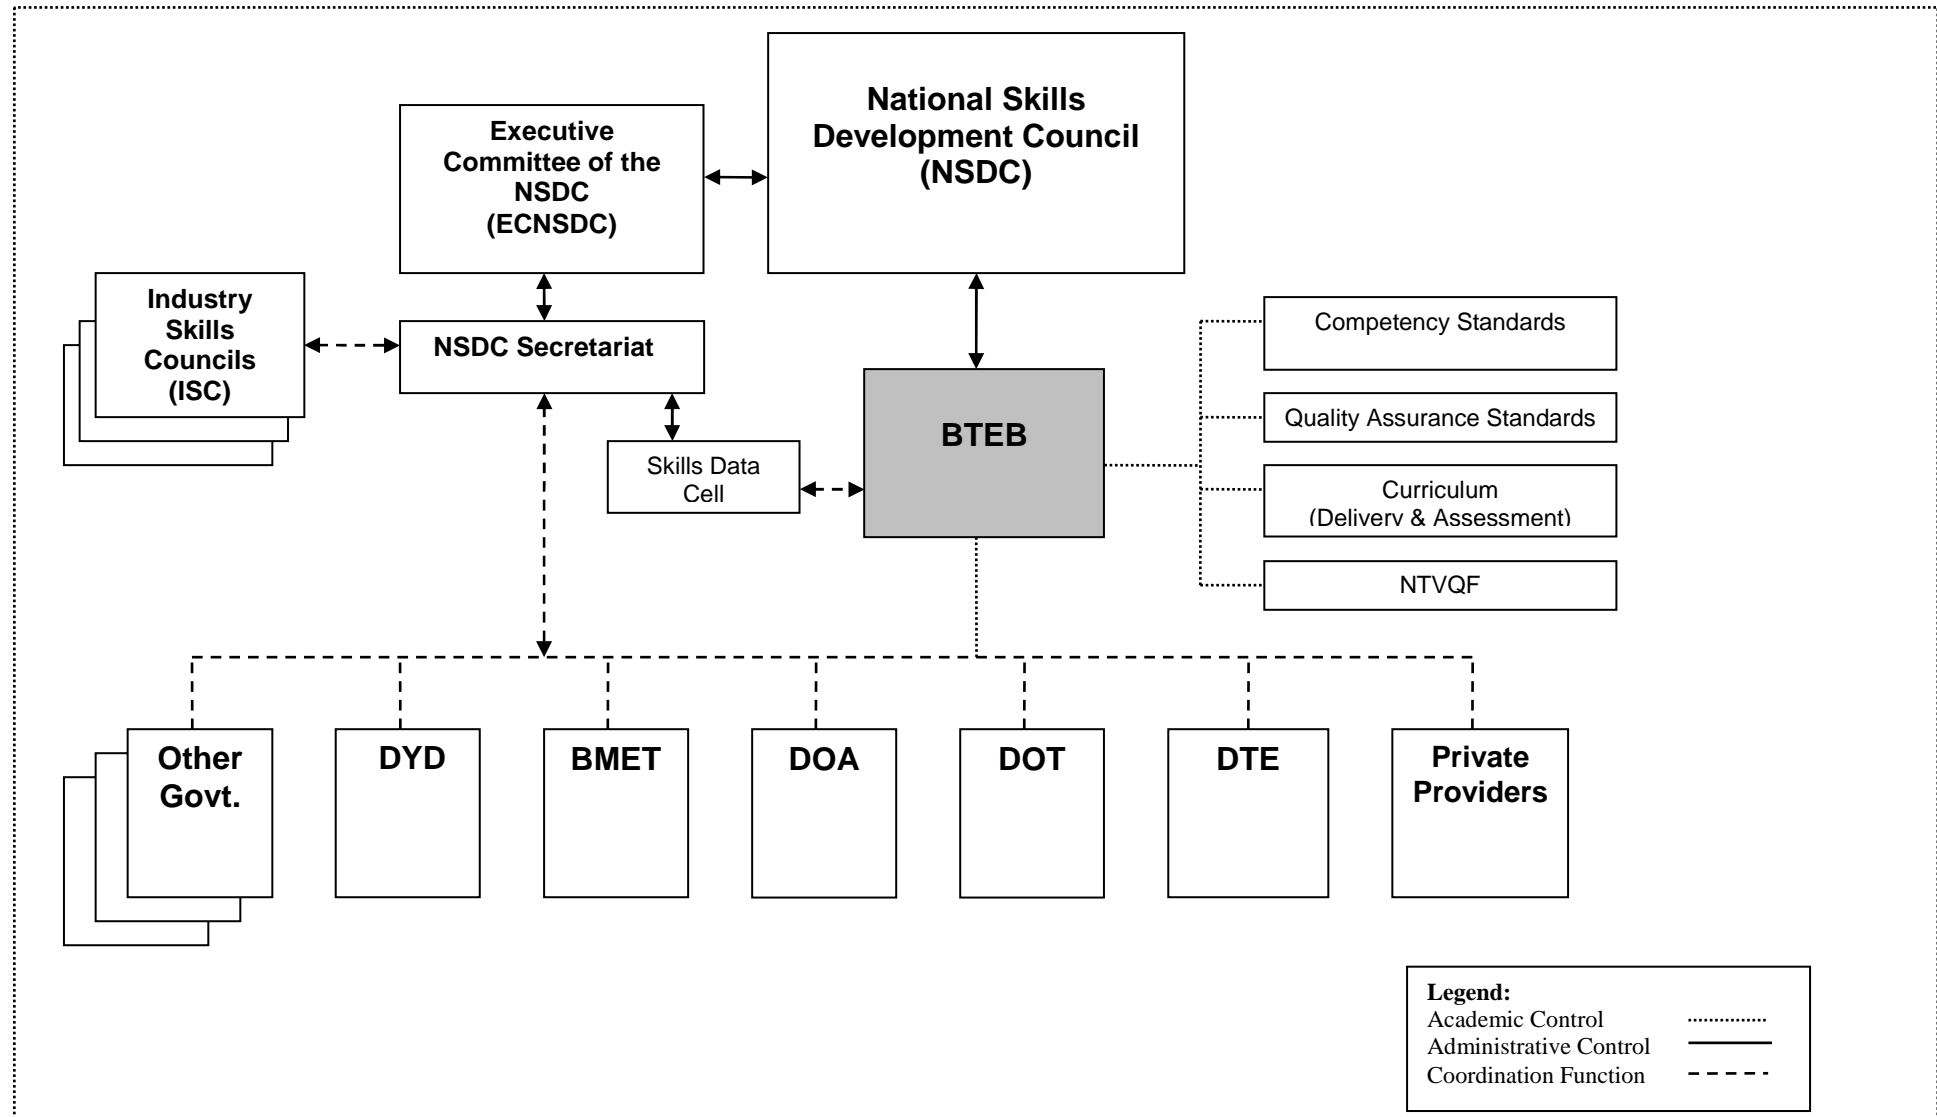 National Skills
Development Council
(NSDC)
Executive
Committee of the
NSDC
(ECNSDC)
Industry
Skills
Councils
(ISC)
NSDC Secretariat
Competency Standards
BTEB
Quality Assurance Standards
Skills Data
Cell
Curriculum
(Delivery & Assessment)
NTVQF
Other
Govt.
DYD
BMET
DOA
DOT
DTE
Private
Providers
Legend:
Academic Control
Administrative Control
Coordination Function